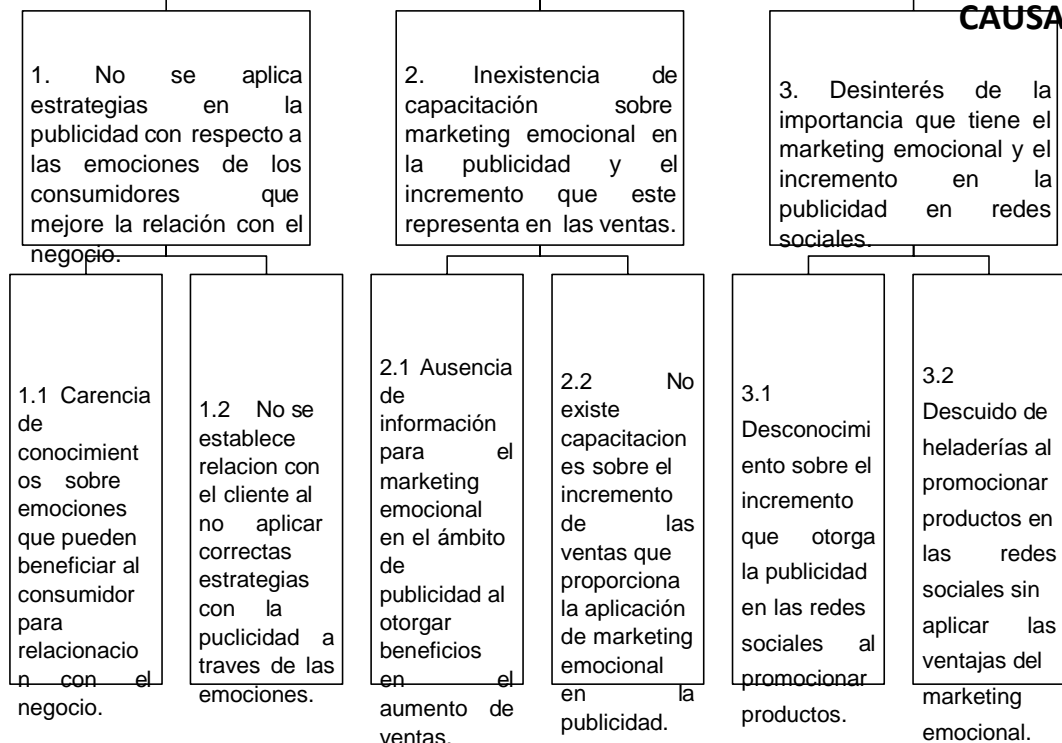 CAUSA
1. No se aplica
estrategias en la
publicidad con respecto a
las emociones de los
consumidores que
mejore la relación con el
negocio.
2. Inexistencia de
capacitación sobre
marketing emocional en
la publicidad y el
incremento que este
representa en las ventas.
3. Desinterés de la
importancia que tiene el
marketing emocional y el
incremento en la
publicidad en redes
sociales.
1.1 Carencia
de
conocimient
os sobre
emociones
que pueden
beneficiar al
consumidor
para
relacionacio
n con el
negocio.
1.2 No se
establece
relacion con
el cliente al
no aplicar
correctas
estrategias
con la
puclicidad a
traves de las
emociones.
2.1 Ausencia
de
información
para el
marketing
emocional
en el ámbito
de
publicidad al
otorgar
beneficios
en el
aumento de
ventas.
2.2 No
existe
capacitacion
es sobre el
incremento
de las
ventas que
proporciona
la aplicación
de marketing
emocional
en la
publicidad.
3.1
Desconocimi
ento sobre el
incremento
que otorga
la publicidad
en las redes
sociales al
promocionar
productos.
3.2
Descuido de
heladerías al
promocionar
productos en
las redes
sociales sin
aplicar las
ventajas del
marketing
emocional.